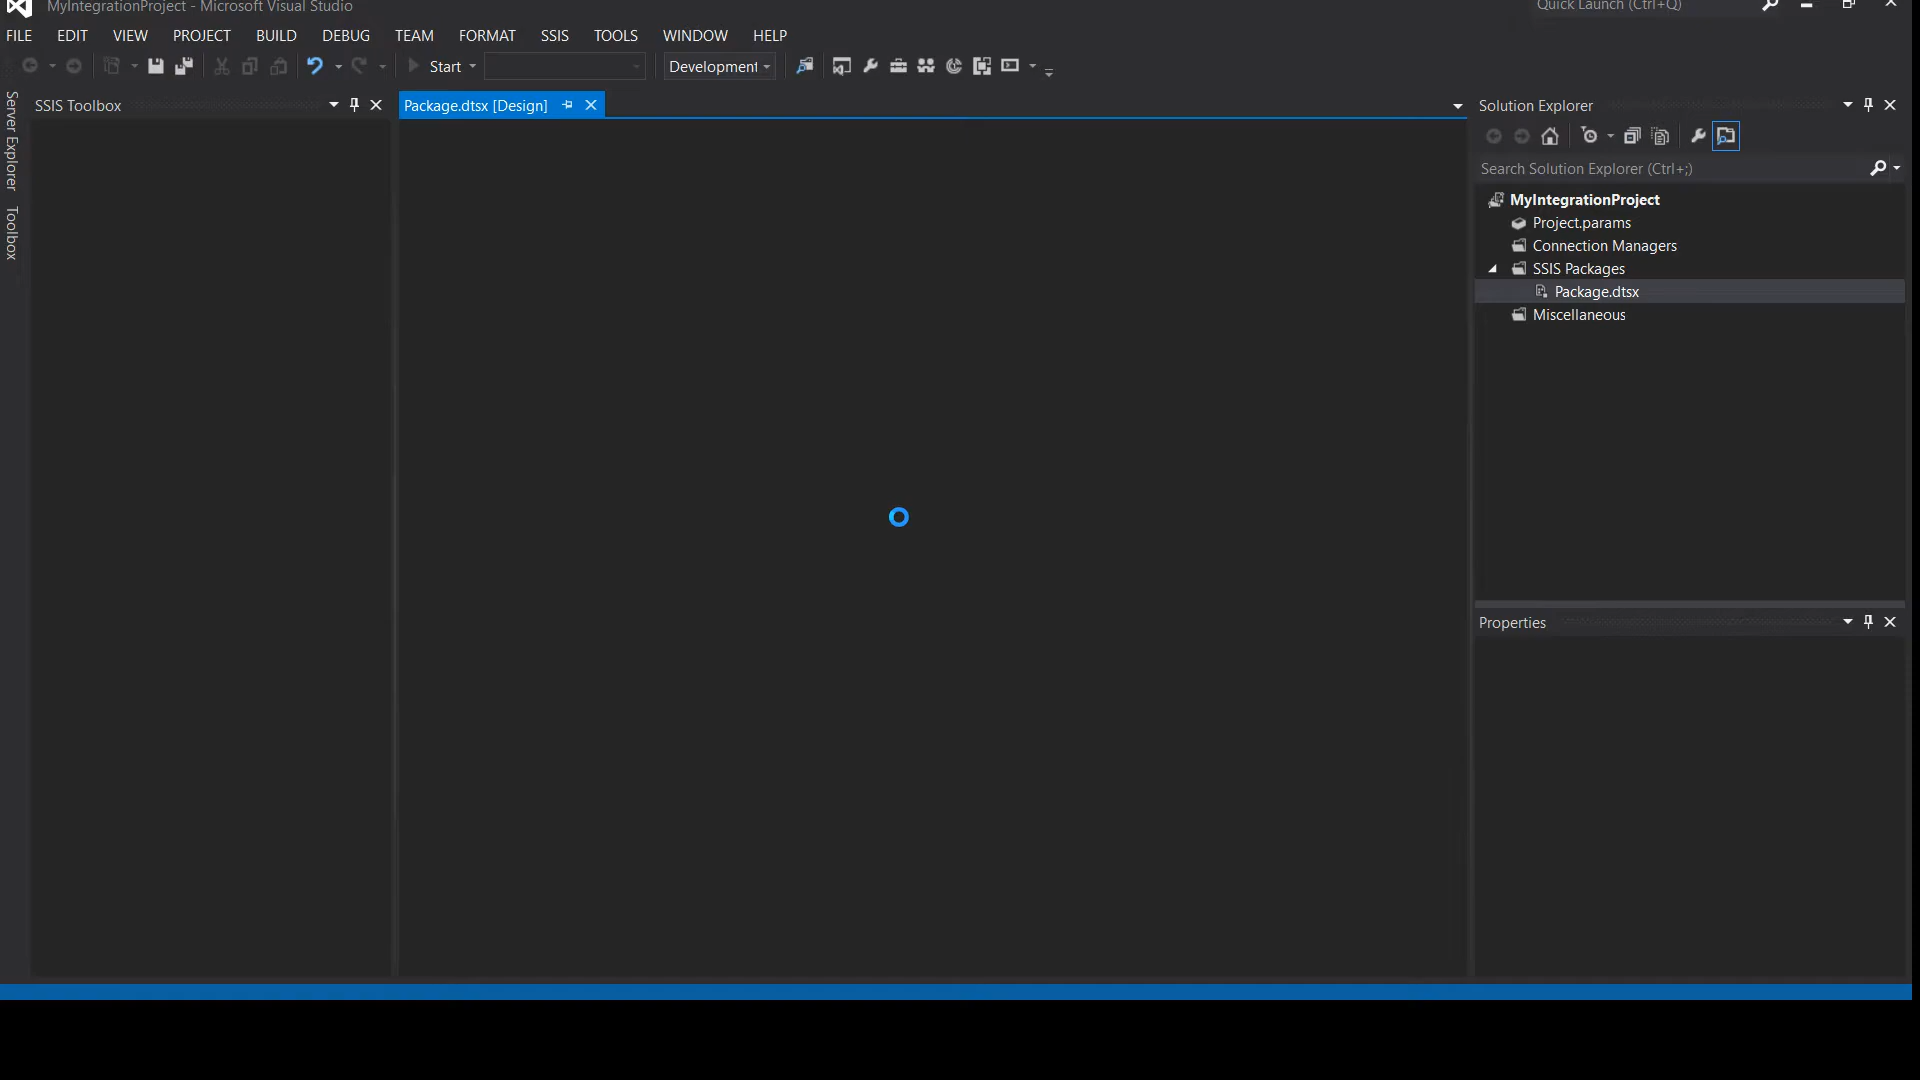 MyIntegrationProject - Microsoft Visual Studio
Quick Launch (Ctrl+Q)
FILE EDIT VIEW PROJECT BUILD DEBUG TEAM FORMAT SSIS TOOLS WINDOW HELP
Start
Development
Server Explorer
Toolbox
SSIS Toolbox
Package.dtsx [Design]
Solution Explorer
Search Solution Explorer (Ctrl+;)
MyIntegrationProject
Project.params
Connection Managers
SSIS Packages
Package.dtsx
Miscellaneous
Properties